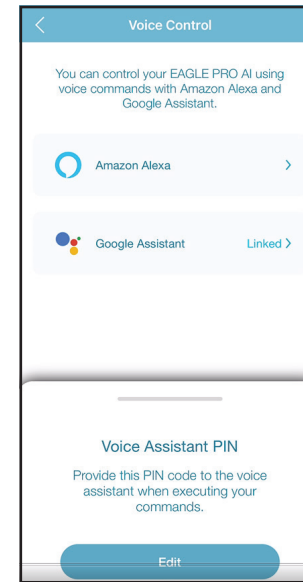 Voice Control
You can control your EAGLE PRO AI using
voice commands with Amazon Alexa and
Google Assistant.
Amazon Alexa
Google Assistant Linked
Voice Assistant PIN
Provide this PIN code to the voice
assistant when executing your
commands.
Edit